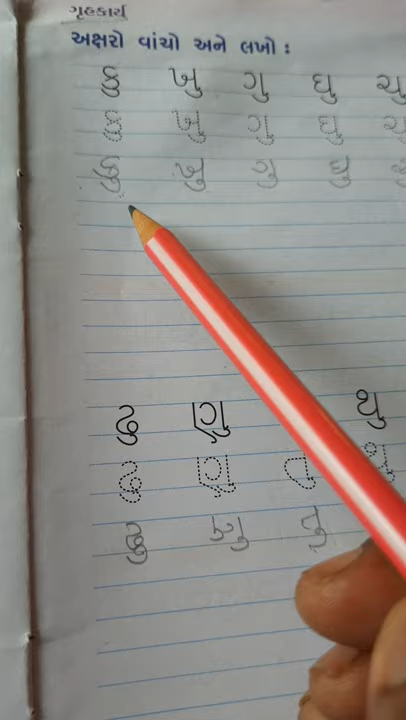 ગૃહકાર્ય
અક્ષરો વાંચો અને લખો :
કુ ખુ ગુ ઘુ ચુ
કુ ખુ ગુ ઘુ ચુ
કુ ખુ ગુ ઘુ
ઢુ ણુ થુ
ઢુ ણુ તુ થુ
ઢુ ણુ તુ